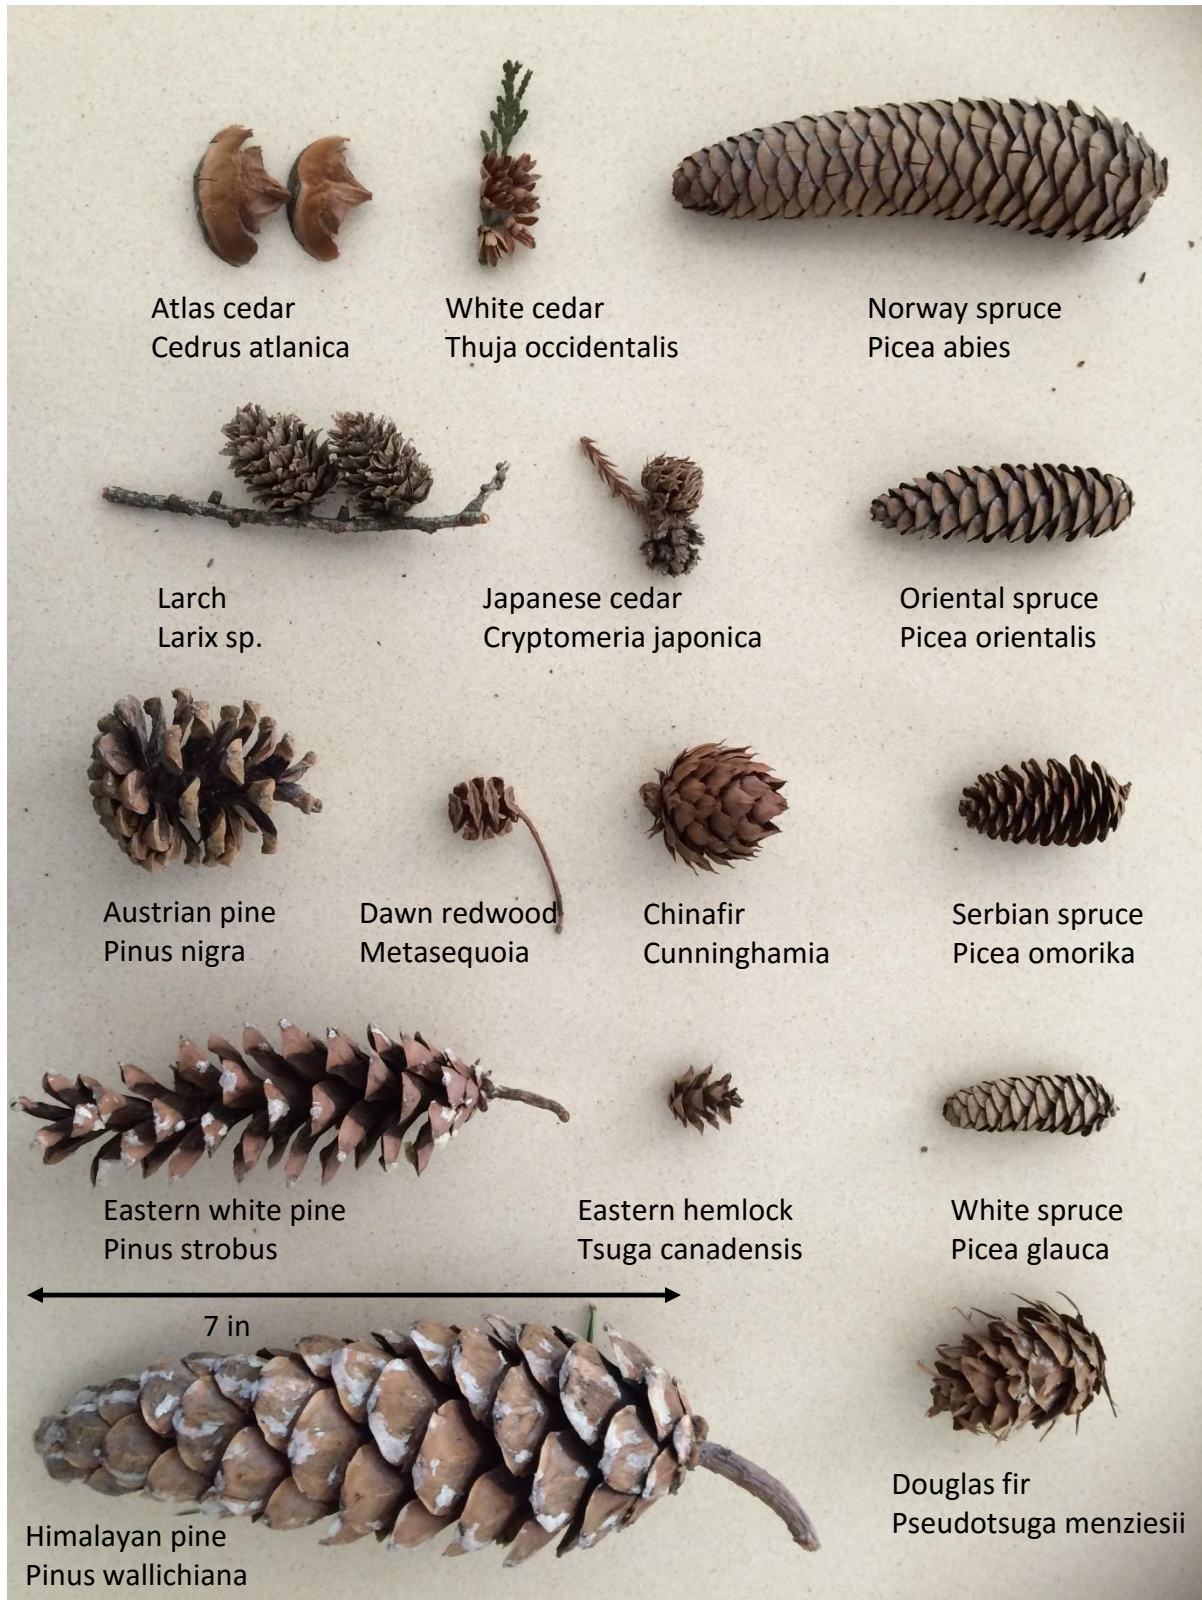 Atlas cedar
Cedrus atlanica
White cedar
Thuja occidentalis
Norway spruce
Picea abies
Larch
Larix sp.
Japanese cedar
Cryptomeria japonica
Oriental spruce
Picea orientalis
Austrian pine
Pinus nigra
Dawn redwood
Metasequoia
Chinafir
Cunninghamia
Serbian spruce
Picea omorika
Eastern white pine
Pinus strobus
Eastern hemlock
Tsuga canadensis
White spruce
Picea glauca
7 in
Himalayan pine
Pinus wallichiana
Douglas fir
Pseudotsuga menziesii